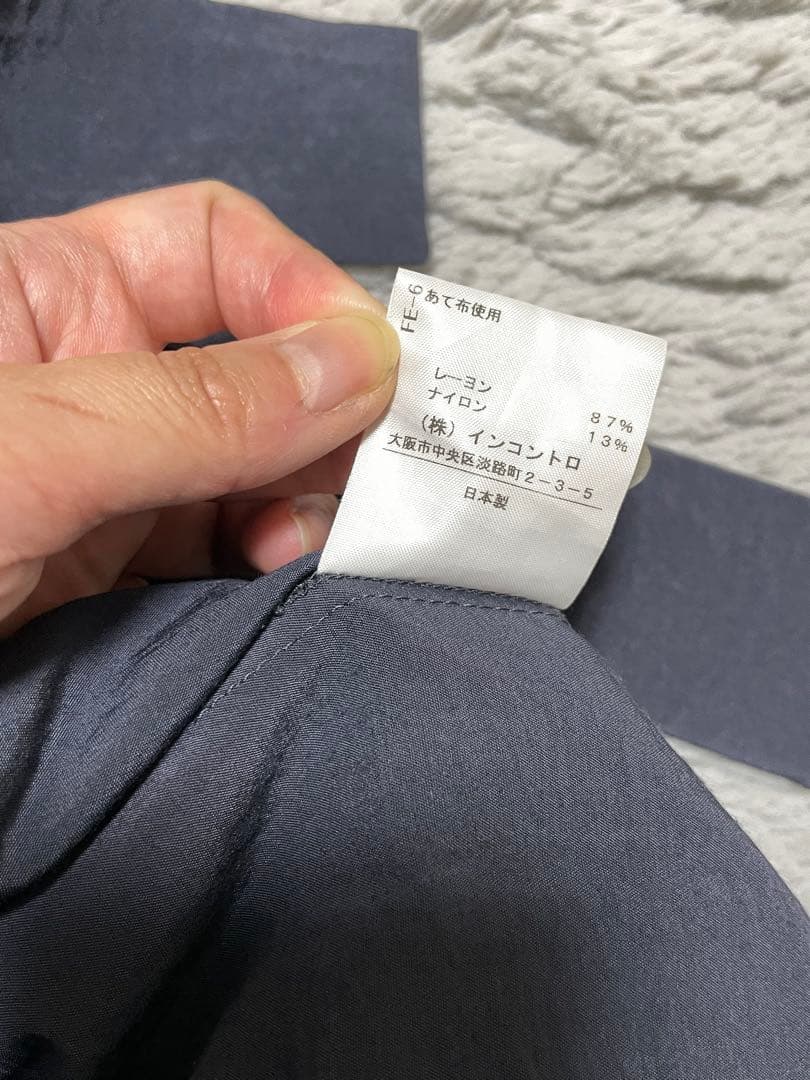 FE-6
あて布使用
レーヨン 87%
ナイロン 13%
(株) インコントロ
大阪市中央区淡路町2-3-5
日本製